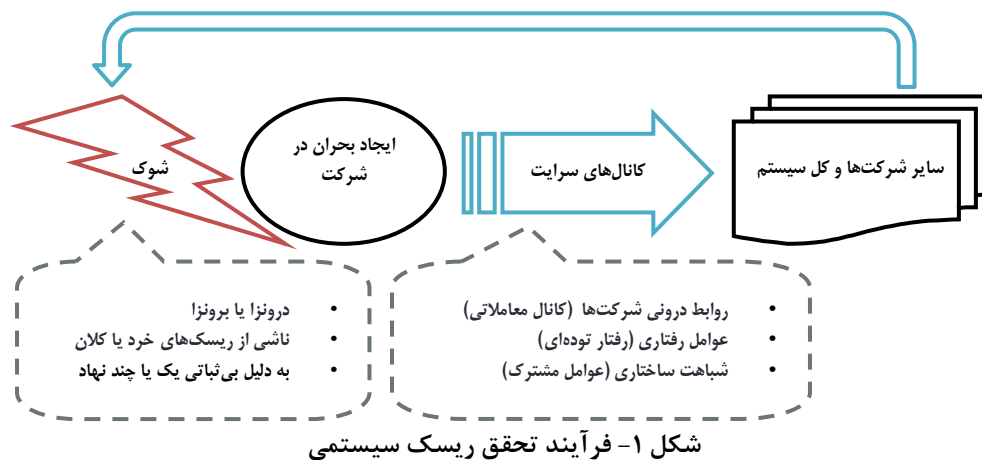 شوک
ایجاد بحران در
شرکت
کانال‌های سرایت
سایر شرکت‌ها و کل سیستم
• درونزا یا برونزا
• ناشی از ریسک‌های خرد یا کلان
• به دلیل بی‌ثباتی یک یا چند نهاد
• روابط درونی شرکت‌ها (کانال معاملاتی)
• عوامل رفتاری (رفتار توده‌ای)
• شباهت ساختاری (عوامل مشترک)
شکل ۱- فرآیند تحقق ریسک سیستمی